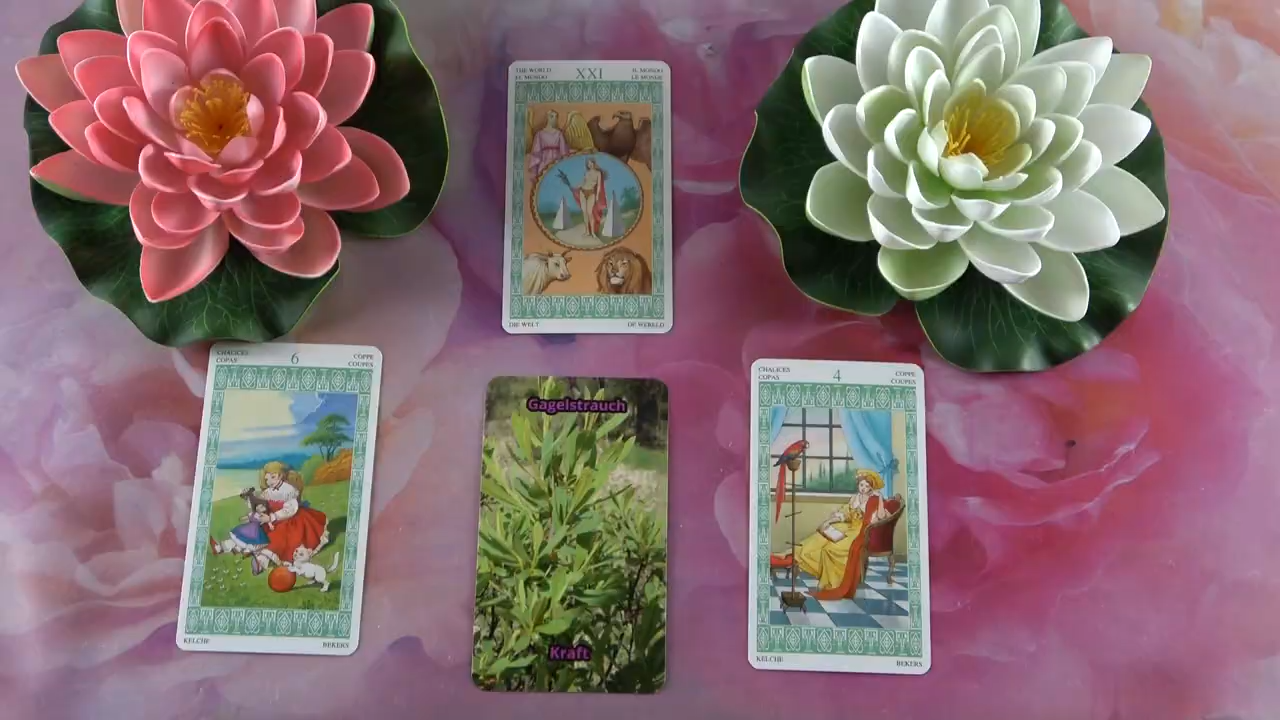 THE WORLD
EL MUNDO
XXI
IL MONDO
LE MONDE
DIE WELT
DE WERELD
CHALICES
COPAS
6
COPPE
COUPES
KELCHE
BEKERS
Gagelstrauch
Kraft
CHALICES
COPAS
4
COPPE
COUPES
KELCHE
BEKERS